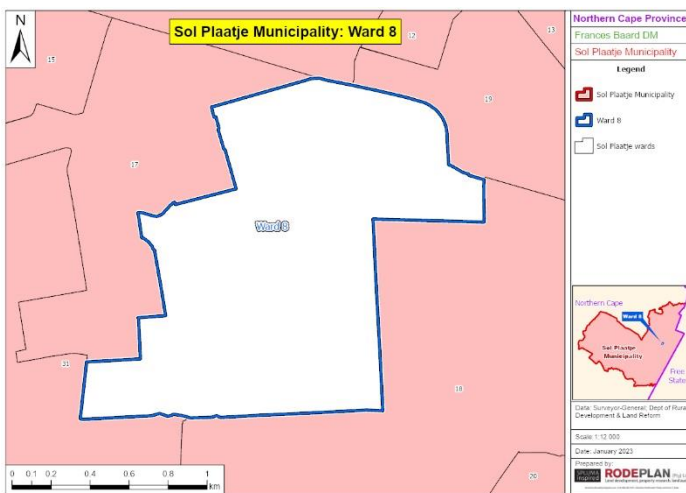 N
Sol Plaatje Municipality: Ward 8
15
12
13
19
17
Ward 8
31
18
20
0 0.1 0.2 0.4 0.6 0.8 1
km
Northern Cape Province
Frances Baard DM
Sol Plaatje Municipality
Legend
Sol Plaatje Municipality
Ward 8
Sol Plaatje wards
Northern Cape
Ward 8
Sol Plaatje
Municipality
Free
State
Data: Surveyor-General; Dept of Rural
Development & Land Reform
Scale 1:12 000
Date: January 2023
Prepared by:
SPLUMA
Inspired
RODEPLAN